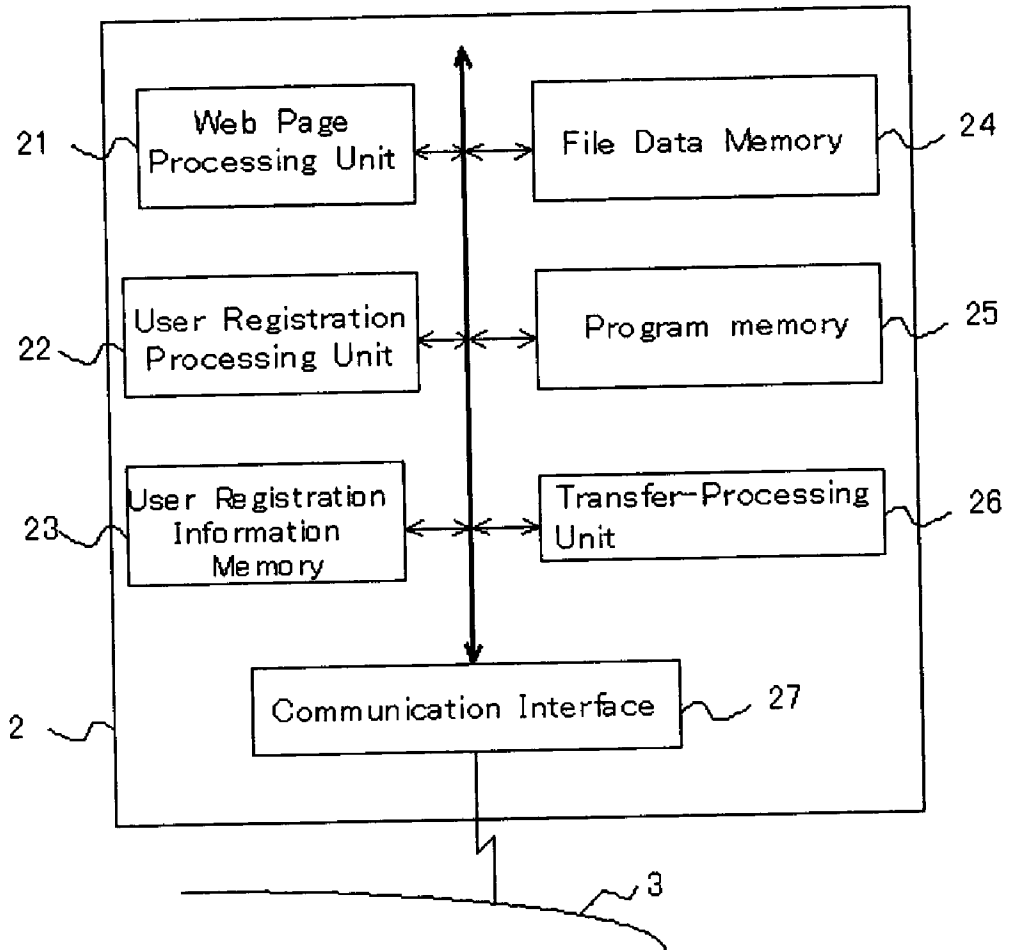 21
Web Page
Processing Unit
File Data Memory
24
22
User Registration
Processing Unit
Program memory
25
23
User Registration
Information
Memory
Transfer-Processing
Unit
26
Communication Interface
27
2
3